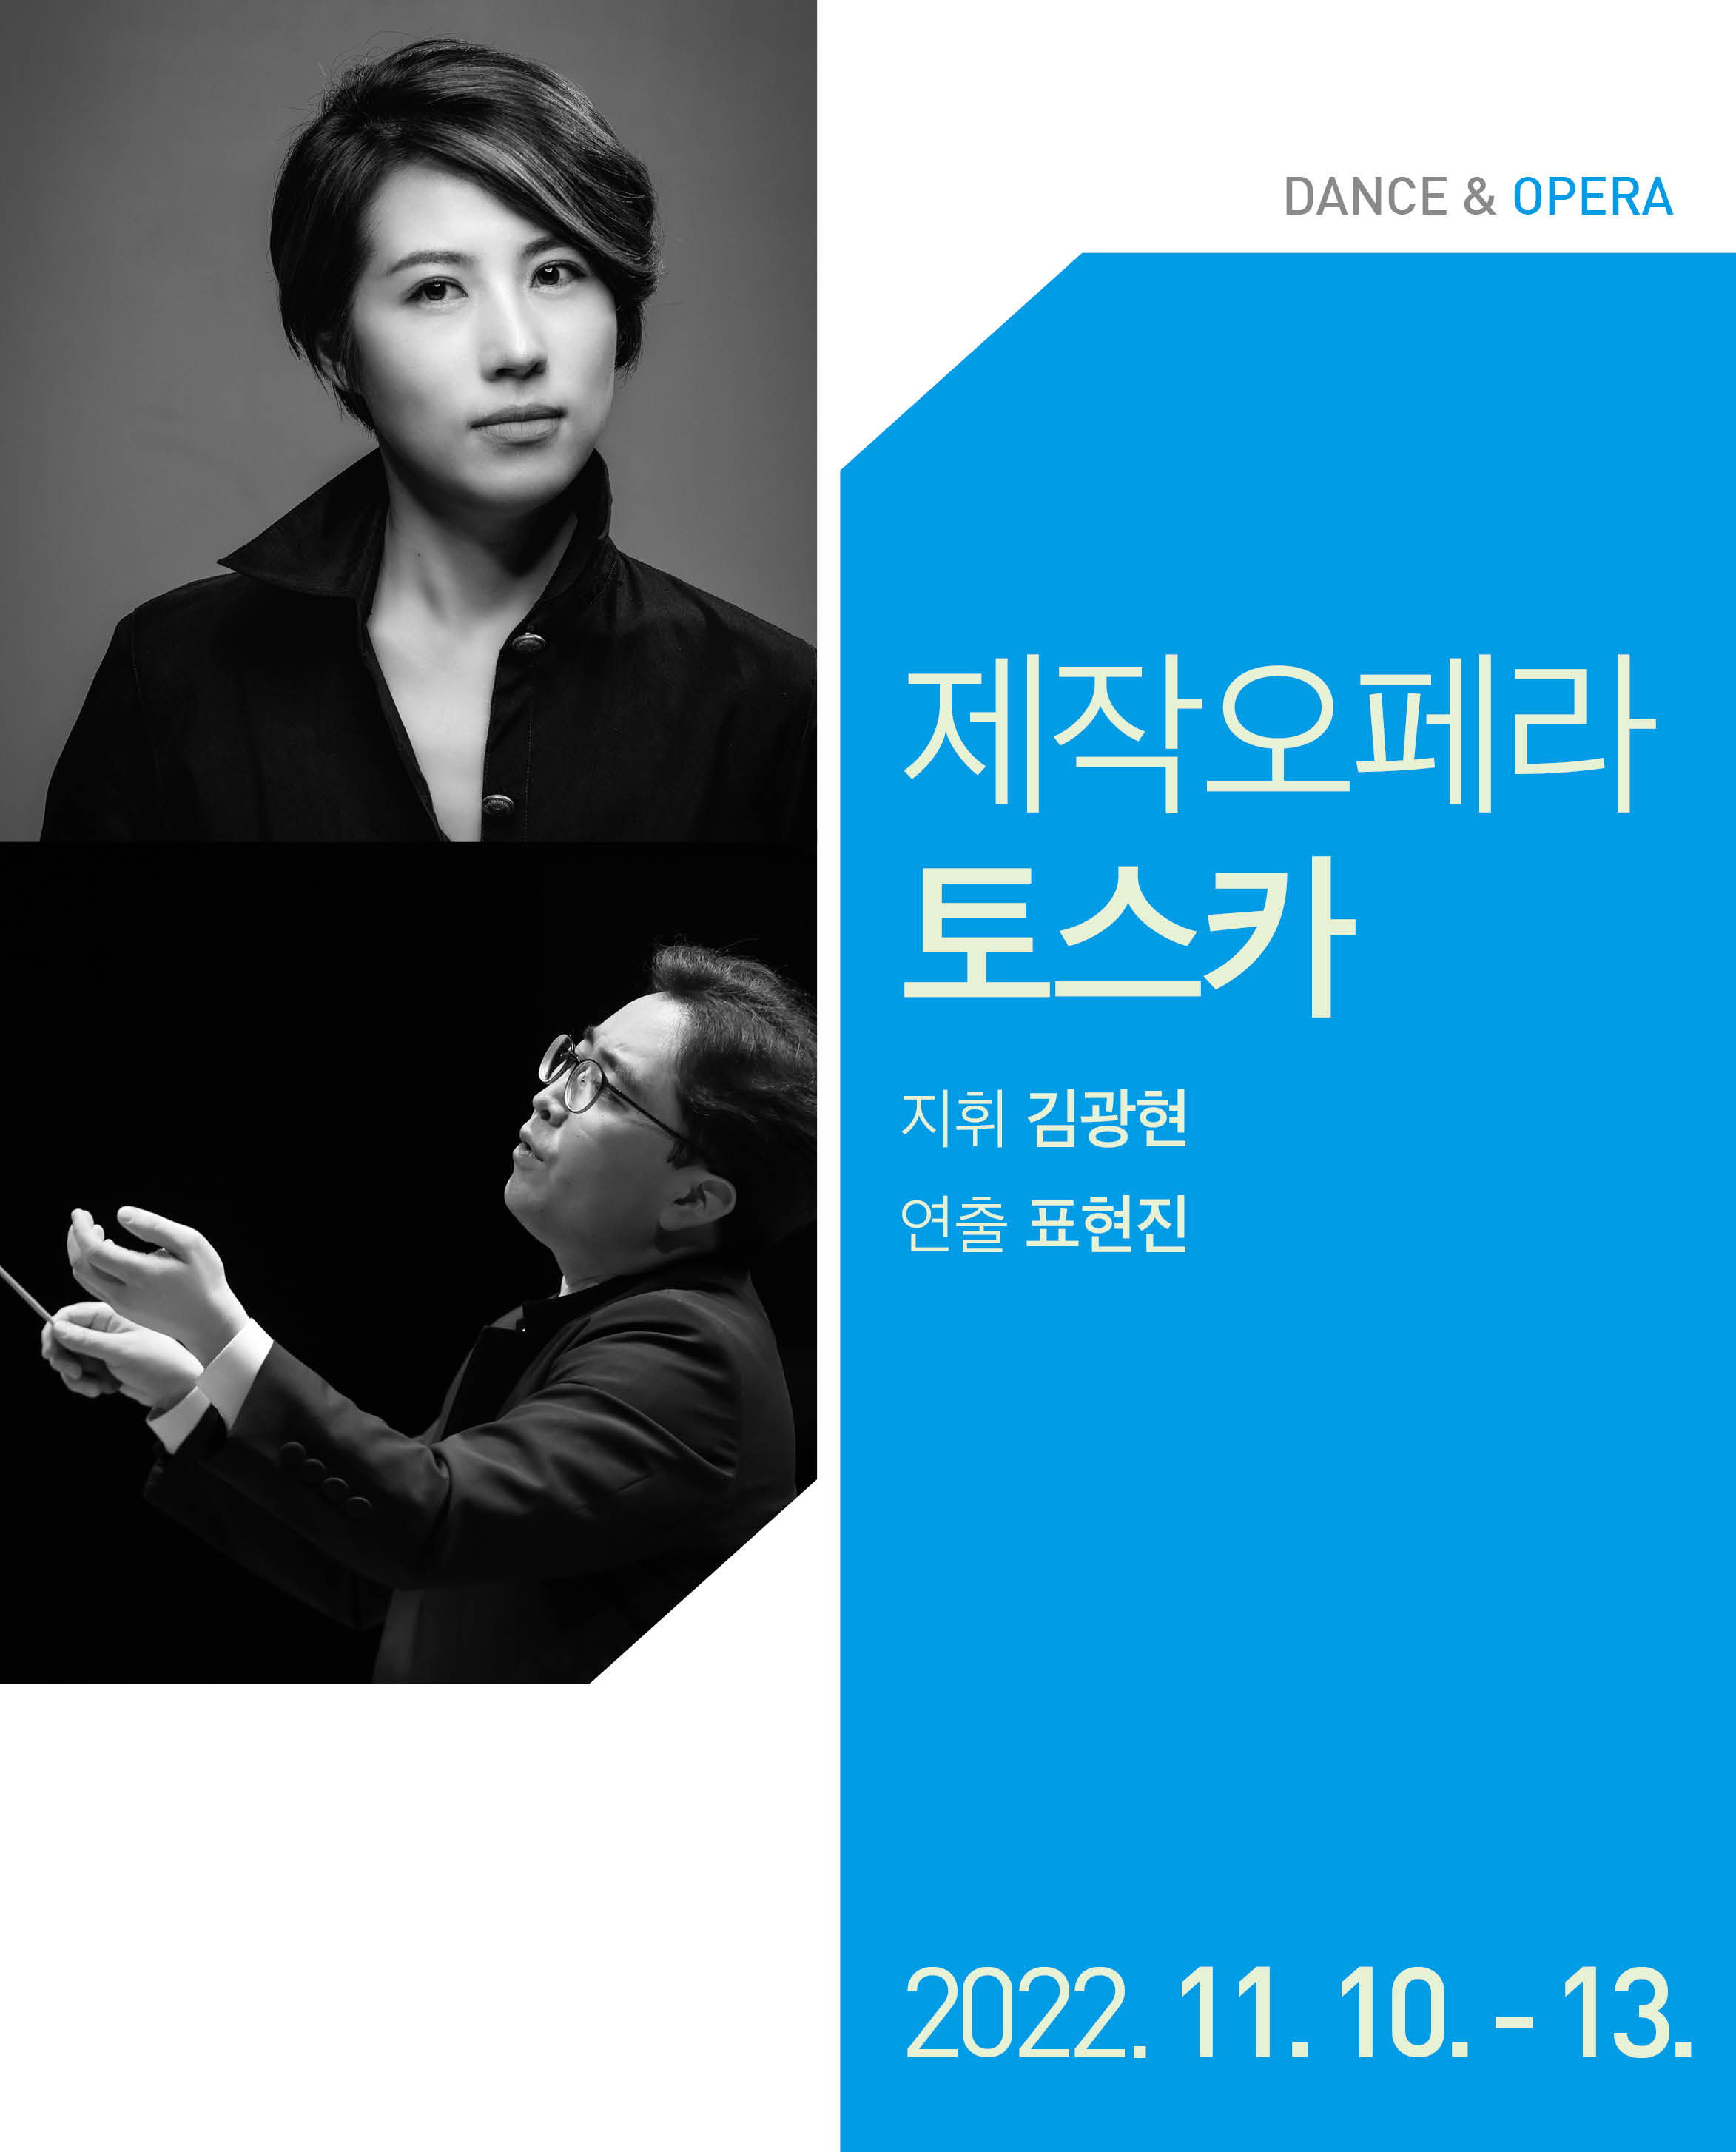 DANCE & OPERA
제작오페라
토스카
지휘 김광현
연출 표현진
2022. 11. 10. - 13.